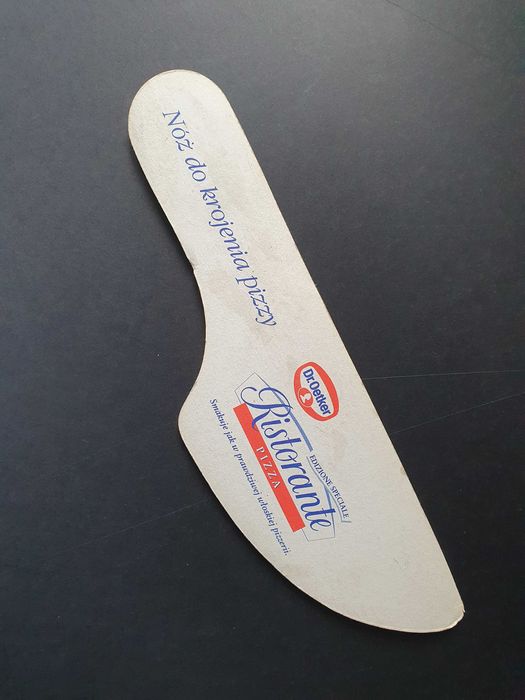 Nóż do krojenia pizzy
Dr.Oetker
EDIZIONE SPECIALE
Ristorante
PIZZA
Smakuje jak w prawdziwej włoskiej pizzerii.